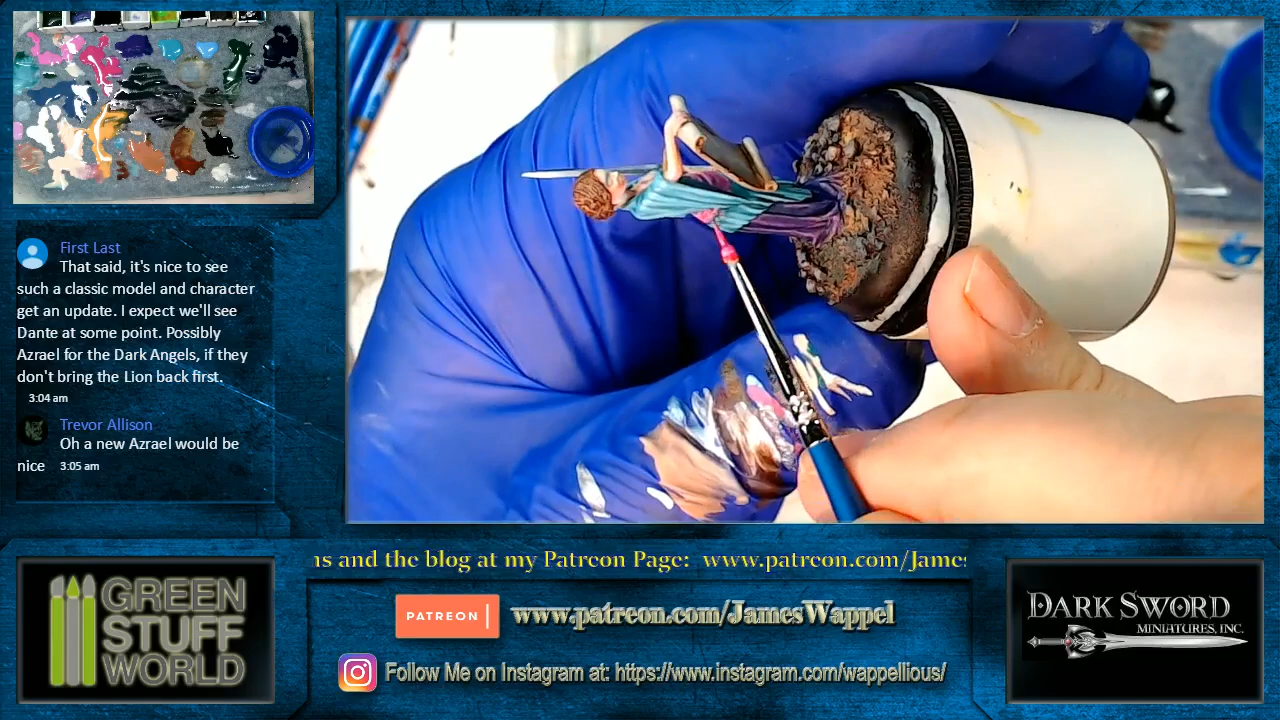 First Last
That said, it's nice to see
such a classic model and character
get an update. I expect we'll see
Dante at some point. Possibly
Azrael for the Dark Angels, if they
don't bring the Lion back first.
3:04 am
Trevor Allison
Oh a new Azrael would be
nice 3:05 am
and the blog at my Patreon Page: www.patreon.com/James
PATREON
www.patreon.com/JamesWappel
Follow Me on Instagram at: https://www.instagram.com/wappellious/
GREEN
STUFF
WORLD
DARK SWORD
MINIATURES, INC.